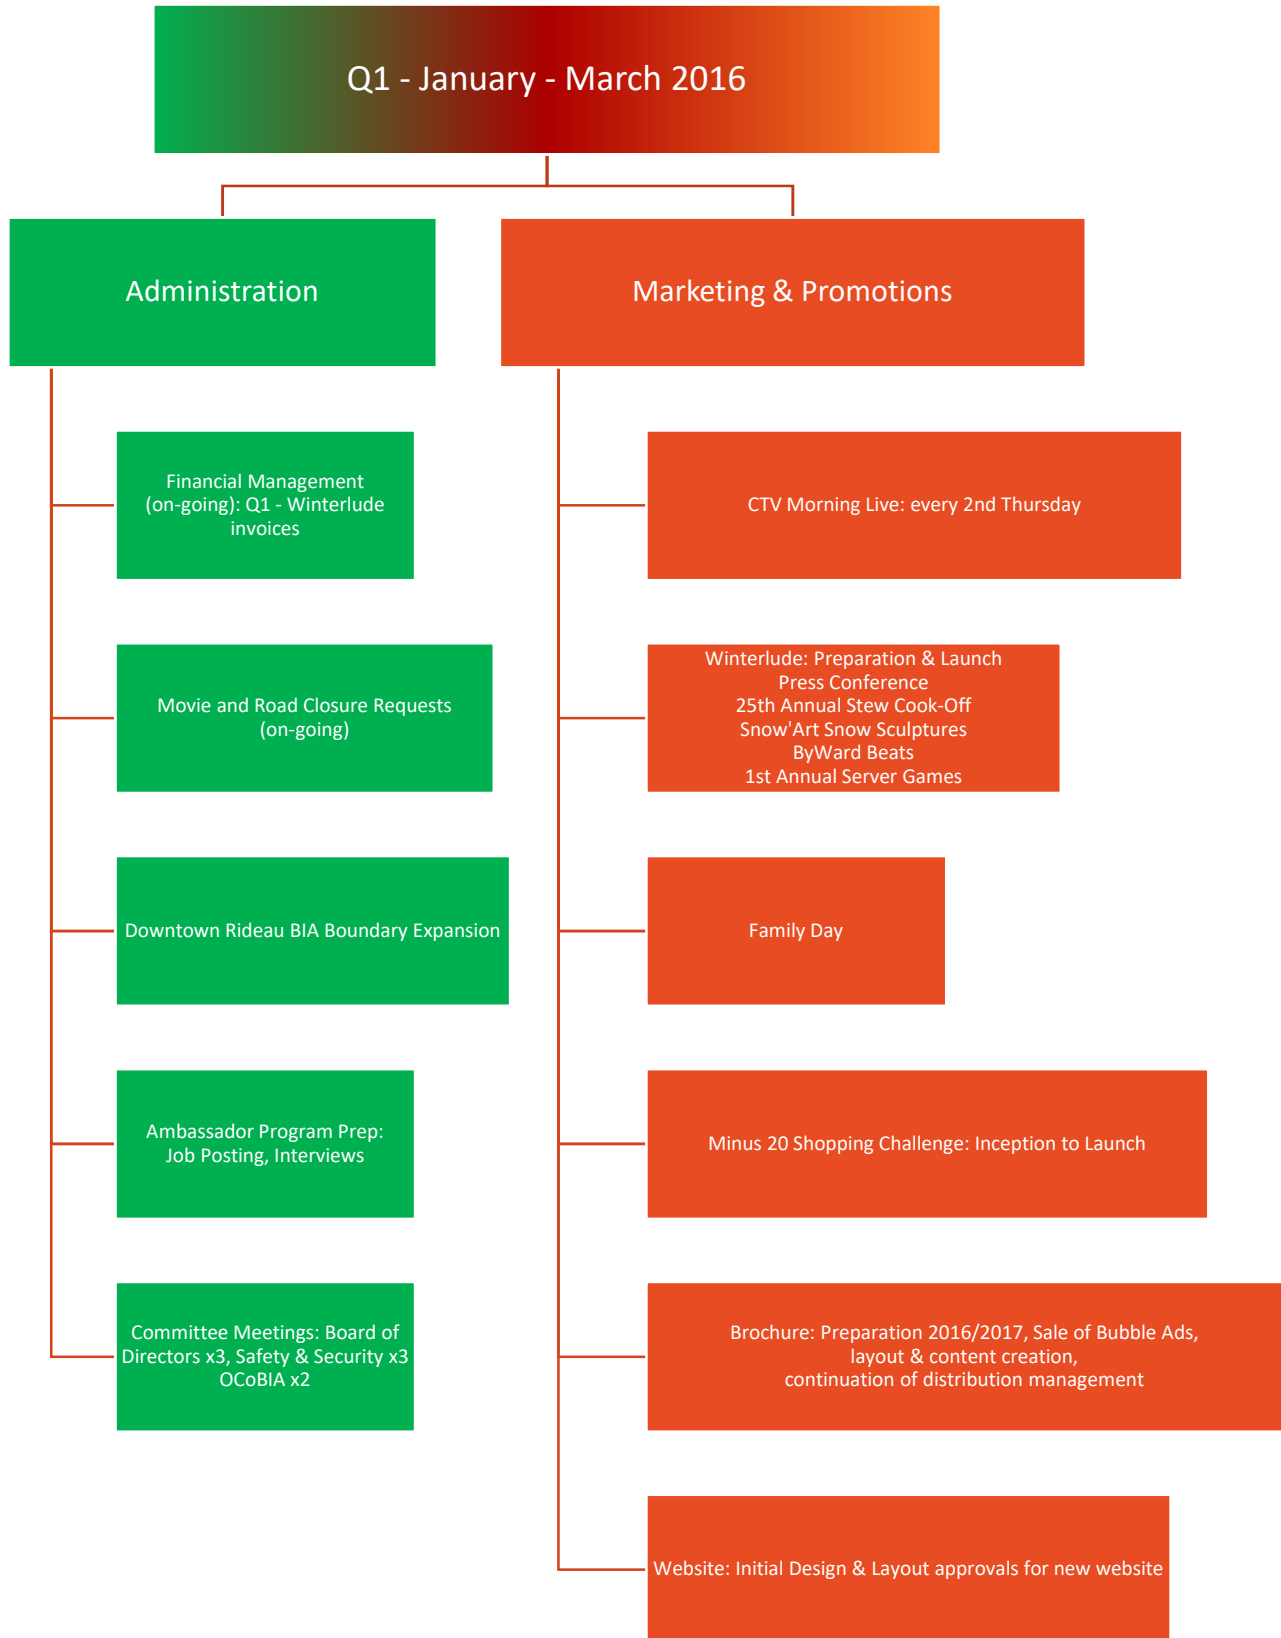 Q1 - January - March 2016
Administration
Financial Management
(on-going): Q1 - Winterlude
invoices
Movie and Road Closure Requests
(on-going)
Downtown Rideau BIA Boundary Expansion
Ambassador Program Prep:
Job Posting, Interviews
Committee Meetings: Board of
Directors x3, Safety & Security x3
OCoBIA x2
Marketing & Promotions
CTV Morning Live: every 2nd Thursday
Winterlude: Preparation & Launch
Press Conference
25th Annual Stew Cook-Off
Snow'Art Snow Sculptures
ByWard Beats
1st Annual Server Games
Family Day
Minus 20 Shopping Challenge: Inception to Launch
Brochure: Preparation 2016/2017, Sale of Bubble Ads,
layout & content creation,
continuation of distribution management
Website: Initial Design & Layout approvals for new website